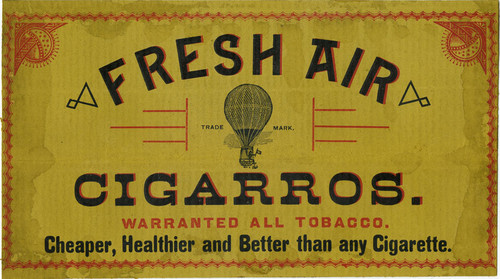 FRESH AIR
TRADE MARK.
CIGARROS.
WARRANTED ALL TOBACCO.
Cheaper, Healthier and Better than any Cigarette.